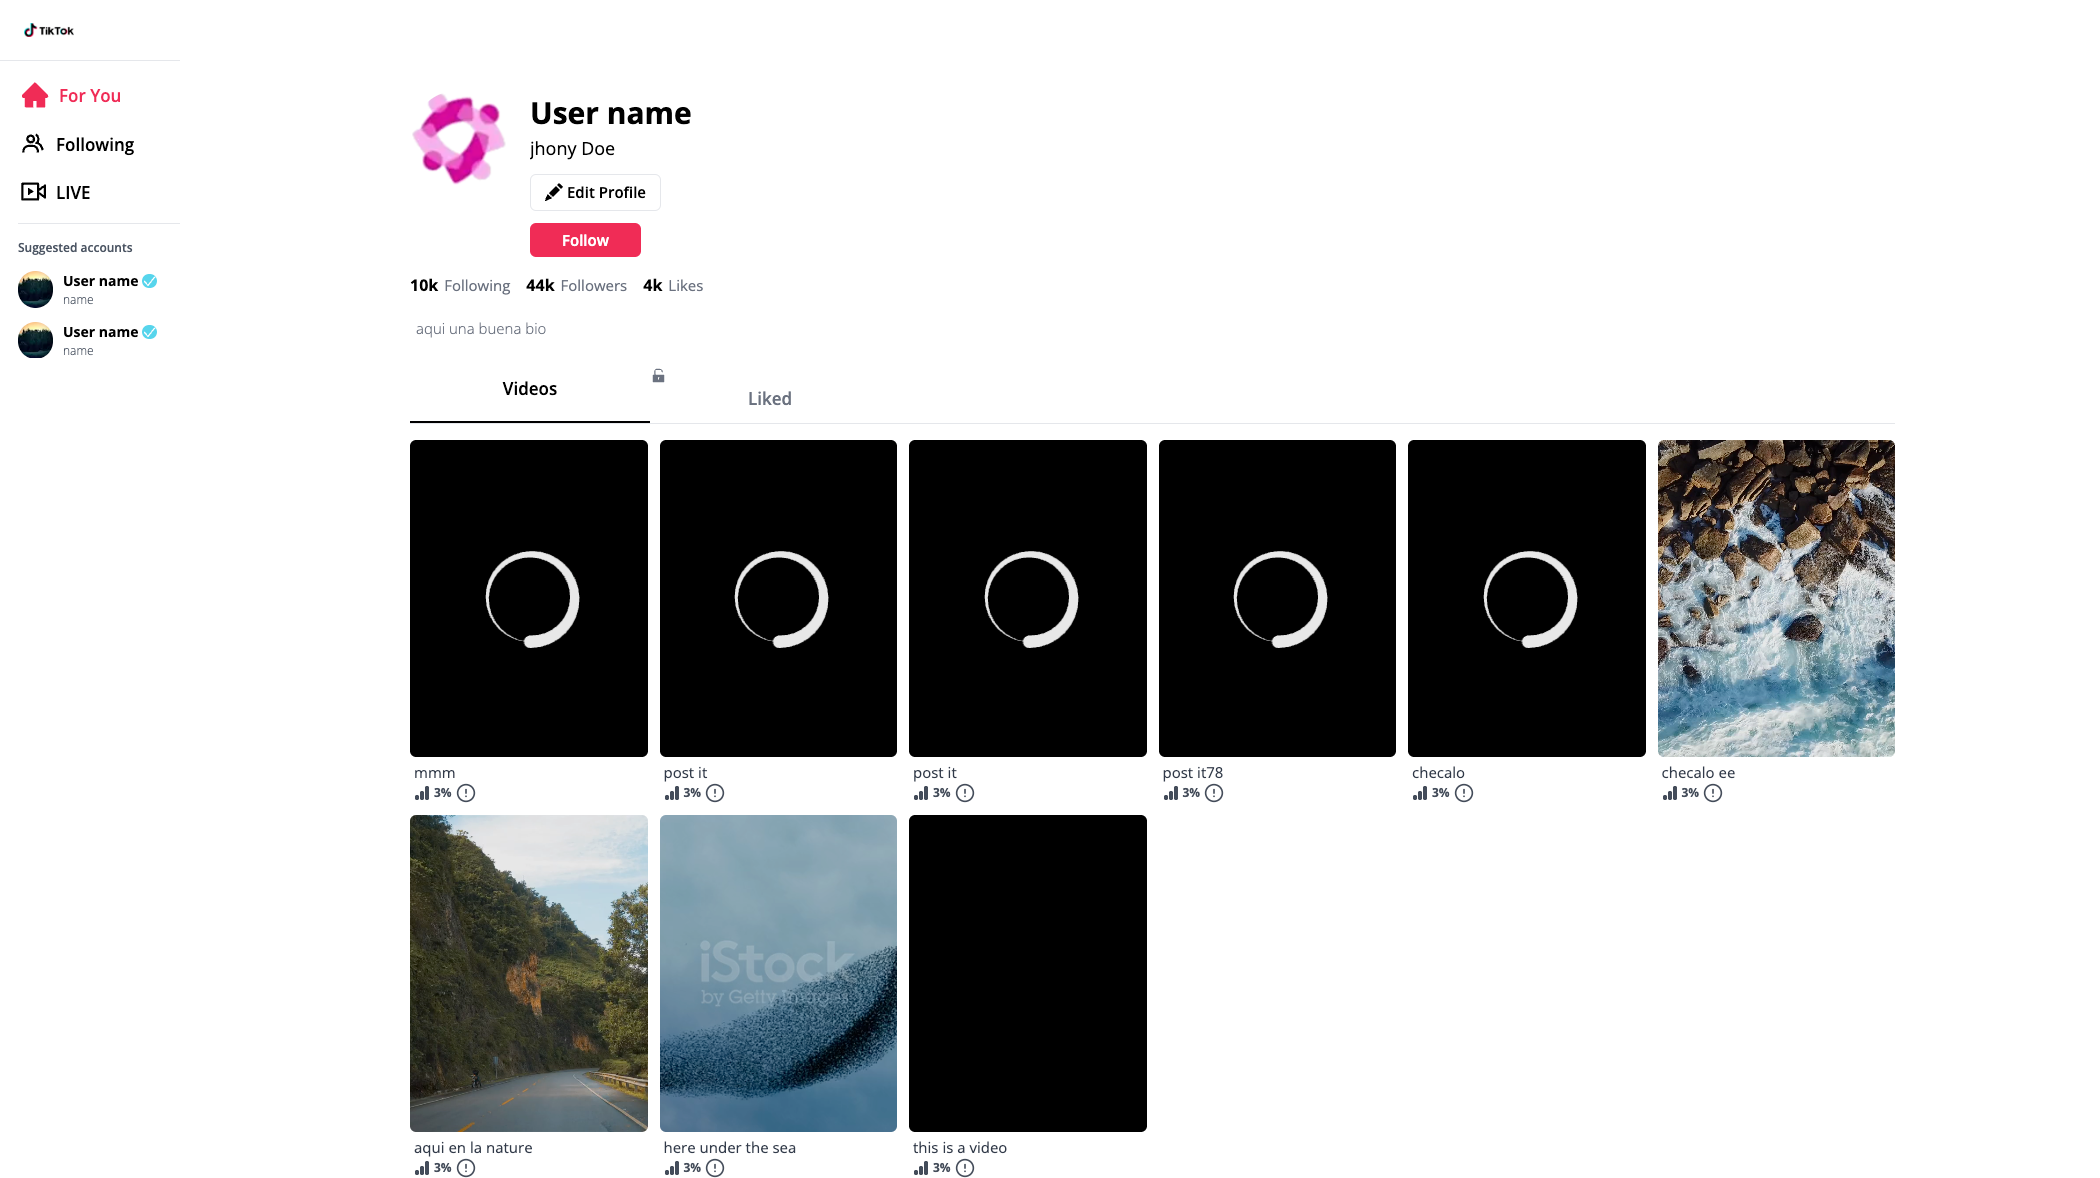 TikTok
For You
Following
LIVE
Suggested accounts
User name
name
User name
name
User name
jhony Doe
Edit Profile
Follow
10k Following 44k Followers 4k Likes
aqui una buena bio
Videos
Liked
mmm
3%
post it
3%
post it
3%
post it78
3%
checalo
3%
checalo ee
3%
iStock
by Getty Images
aqui en la nature
3%
here under the sea
3%
this is a video
3%